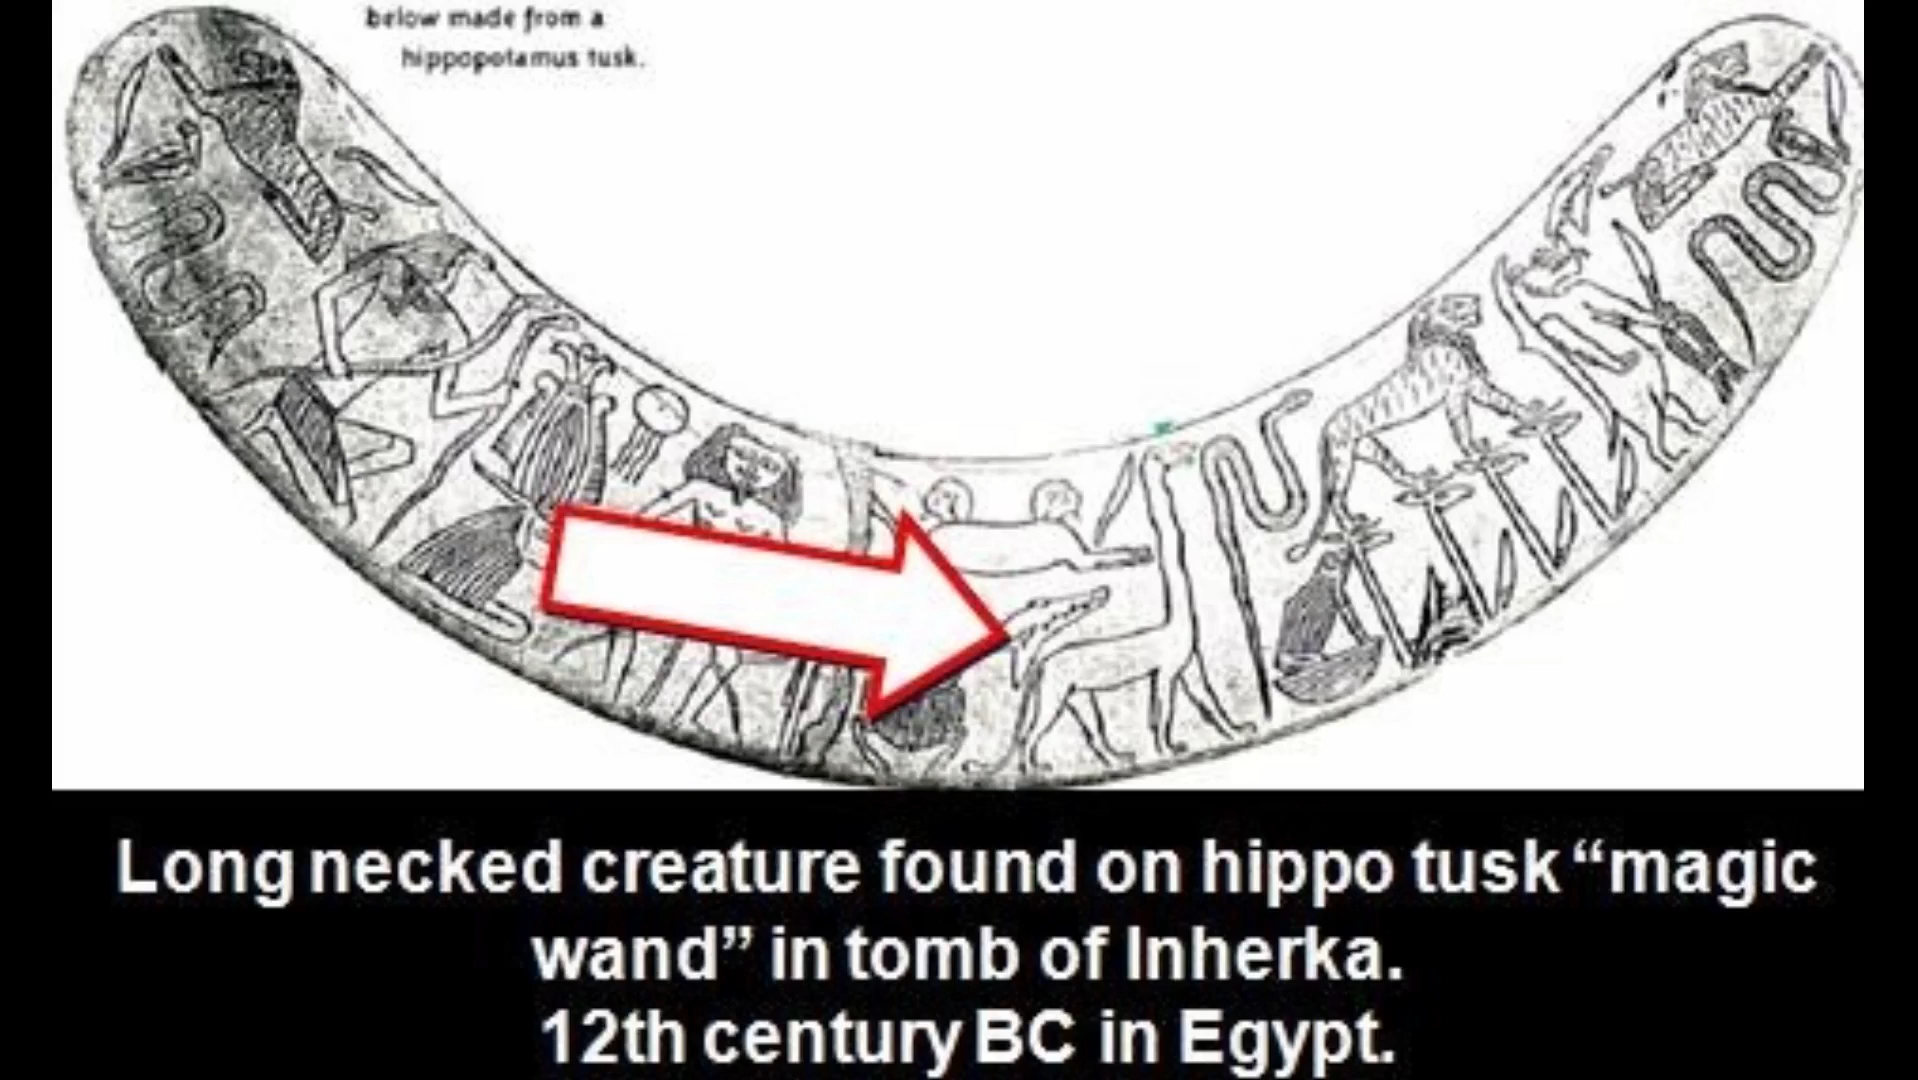 below made from a
hippopotamus tusk.
Long necked creature found on hippo tusk “magic
wand” in tomb of Inherka.
12th century BC in Egypt.